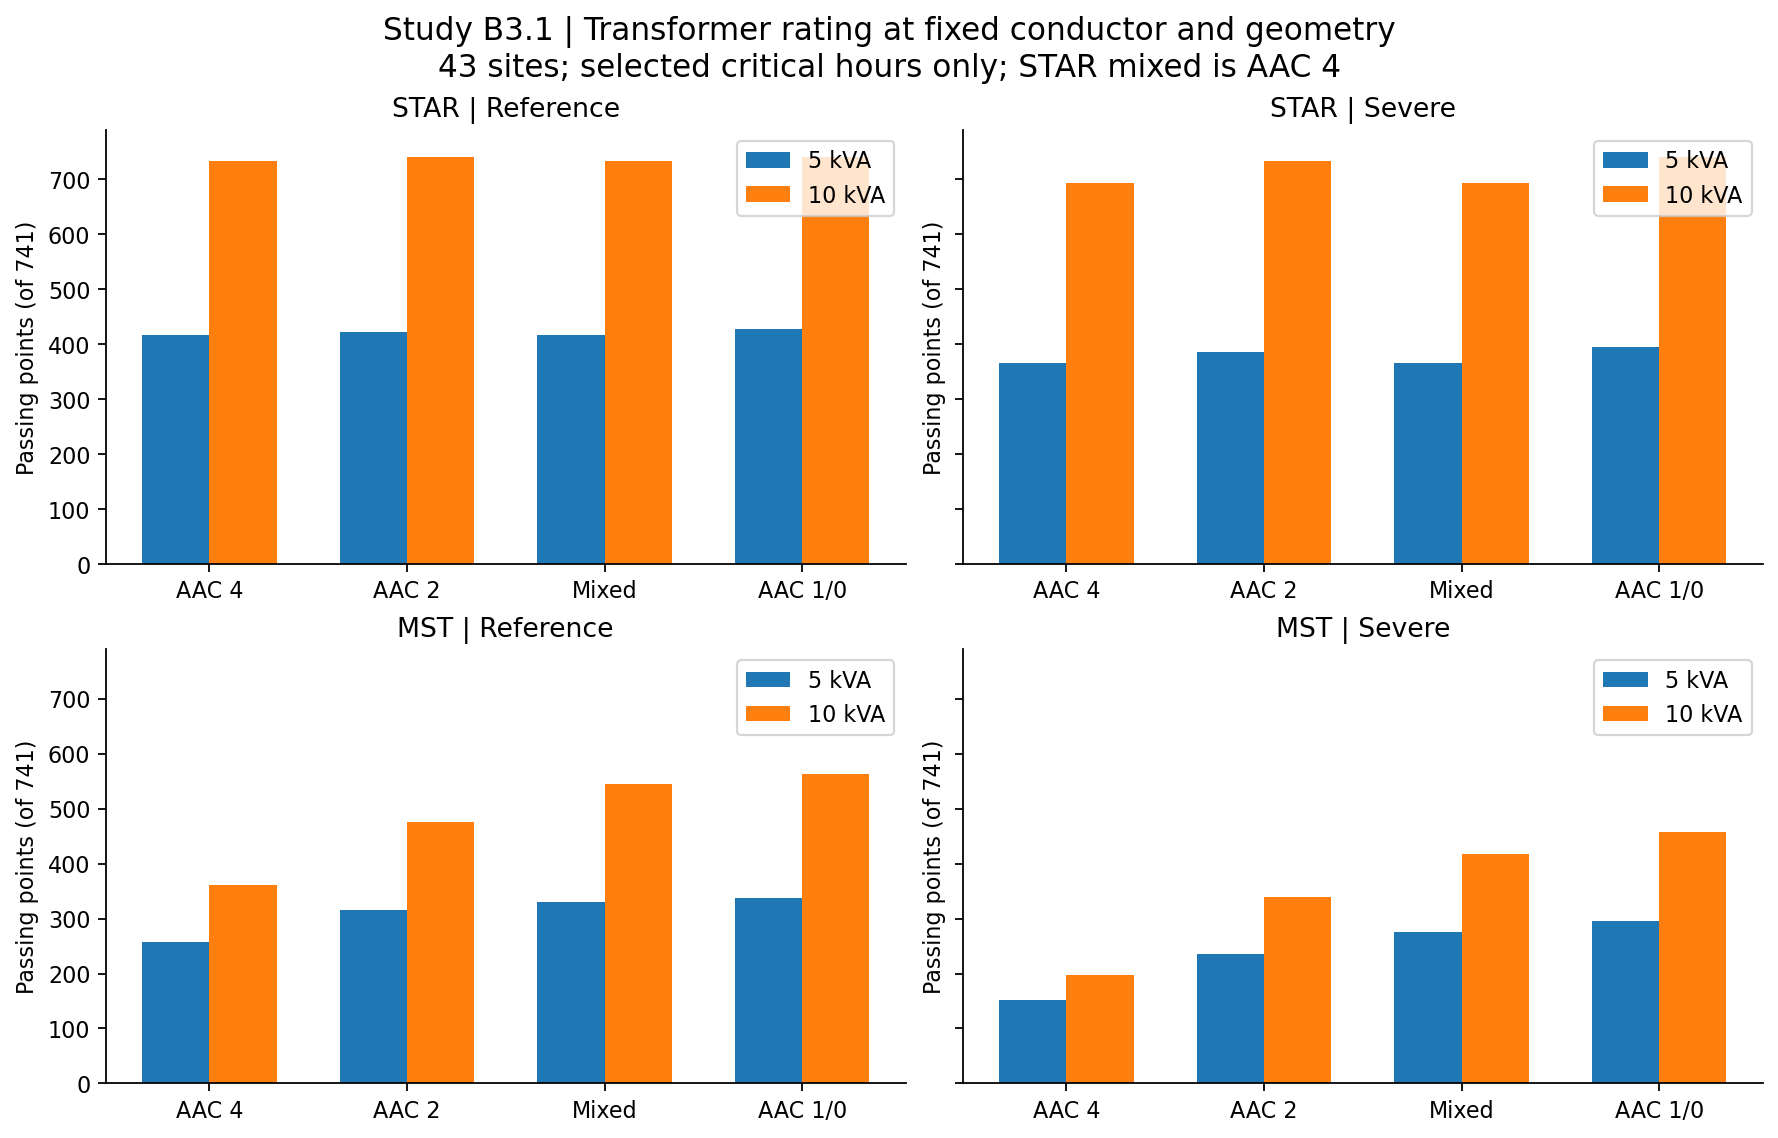 Study B3.1 | Transformer rating at fixed conductor and geometry
43 sites; selected critical hours only; STAR mixed is AAC 4
STAR | Reference
Passing points (of 741)
700
600
500
400
300
200
100
0
5 kVA
10 kVA
AAC 4 AAC 2 Mixed AAC 1/0
STAR | Severe
Passing points (of 741)
5 kVA
10 kVA
AAC 4 AAC 2 Mixed AAC 1/0
MST | Reference
Passing points (of 741)
700
600
500
400
300
200
100
0
5 kVA
10 kVA
AAC 4 AAC 2 Mixed AAC 1/0
MST | Severe
Passing points (of 741)
5 kVA
10 kVA
AAC 4 AAC 2 Mixed AAC 1/0